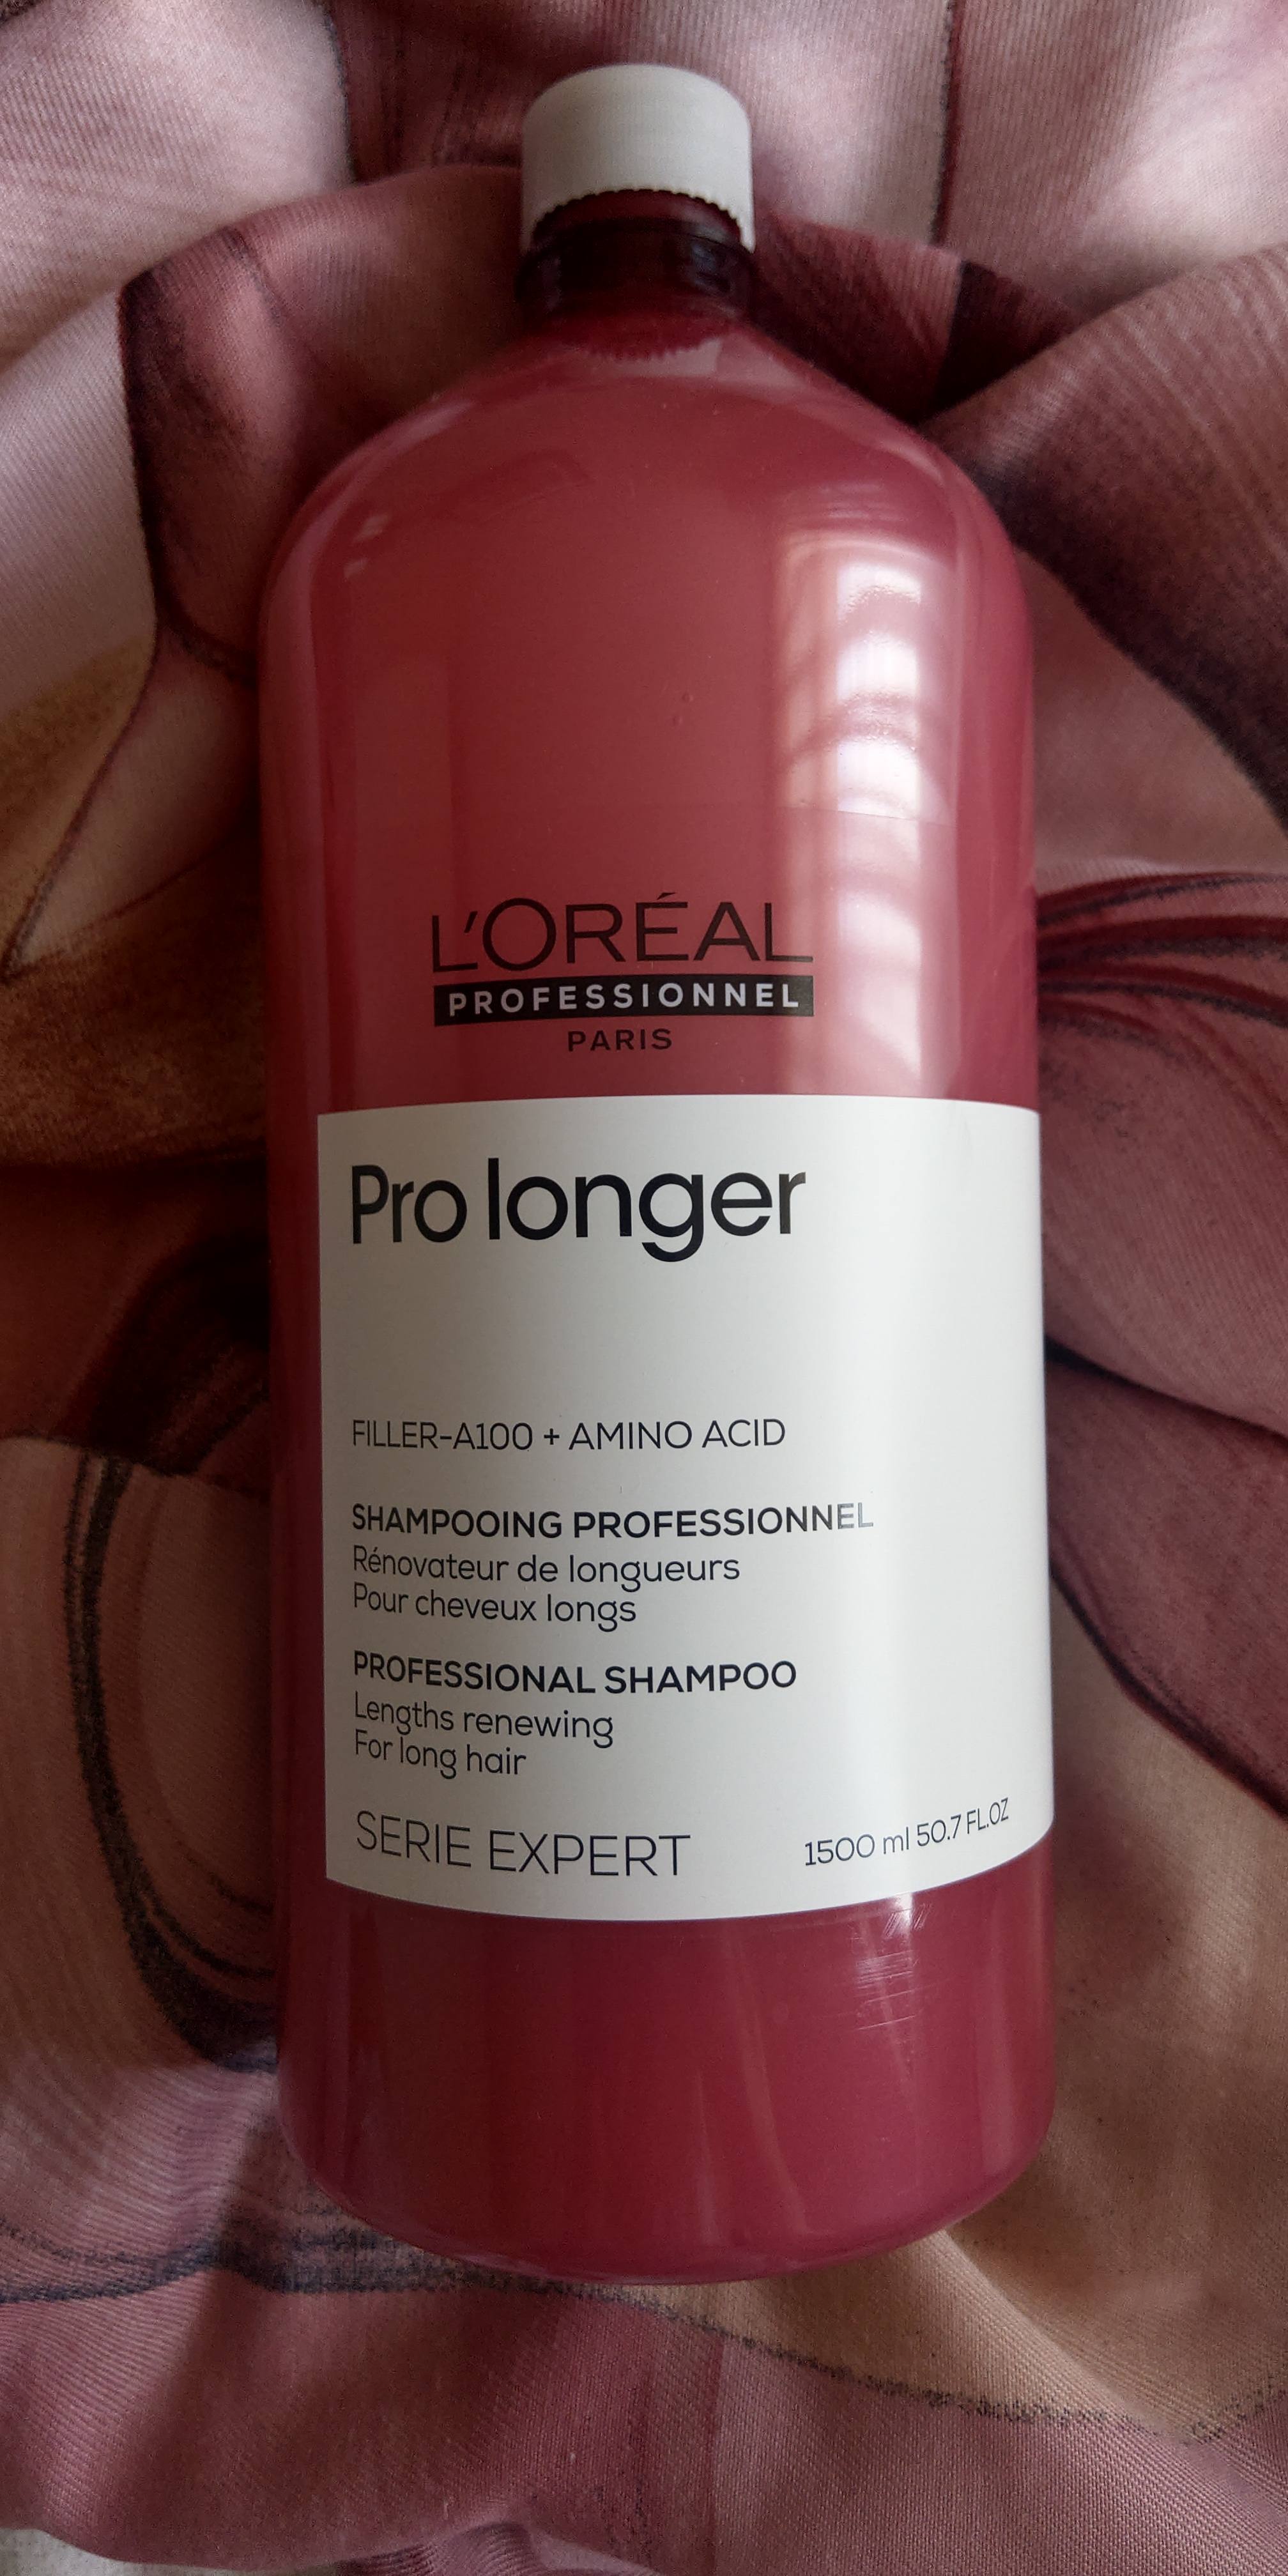 L'ORÉAL
PROFESSIONNEL
PARIS
Pro longer
FILLER-A100 + AMINO ACID
SHAMPOOING PROFESSIONNEL
Rénovateur de longueurs
Pour cheveux longs
PROFESSIONAL SHAMPOO
Lengths renewing
For long hair
SERIE EXPERT
1500 ml 50.7 FL.OZ